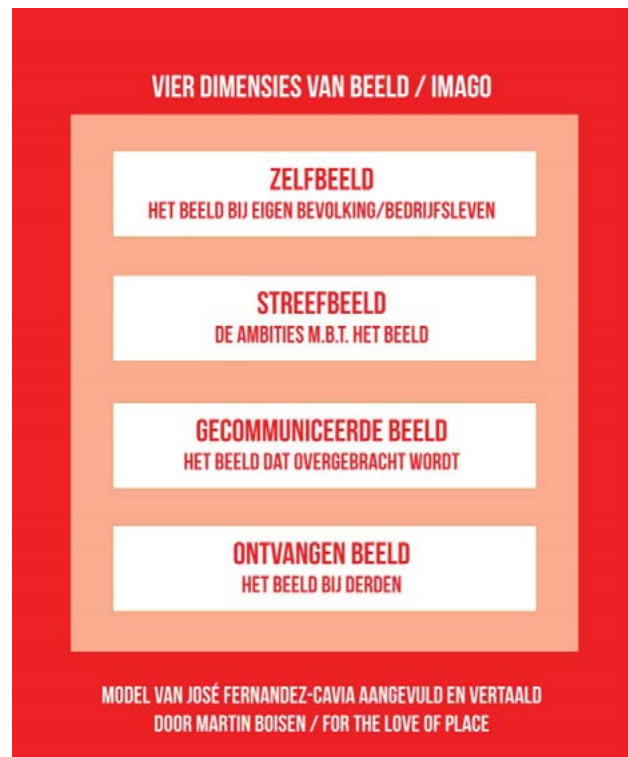 VIER DIMENSIES VAN BEELD / IMAGO
ZELFBEELD
HET BEELD BIJ EIGEN BEVOLKING/BEDRIJFSLEVEN
STREEFBEELD
DE AMBITIES M.B.T. HET BEELD
GECOMMUNICEERDE BEELD
HET BEELD DAT OVERGEBRACHT WORDT
ONTVANGEN BEELD
HET BEELD BIJ DERDEN
MODEL VAN JOSÉ FERNANDEZ-CAVIA AANGEVULD EN VERTAALD
DOOR MARTIN BOISEN / FOR THE LOVE OF PLACE